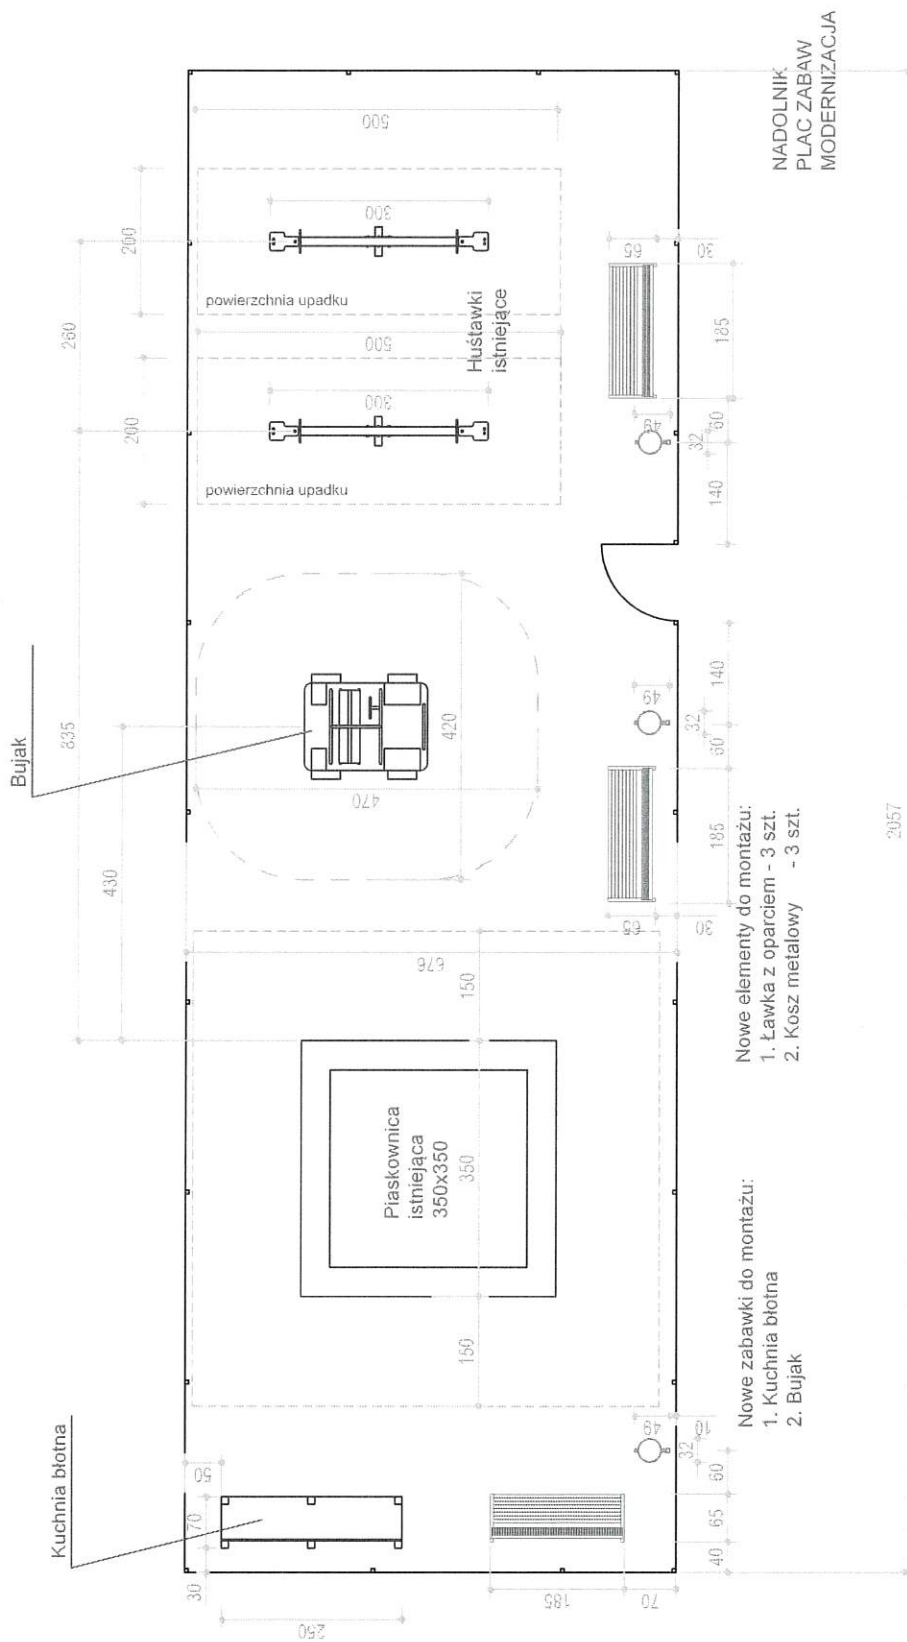 Kuchnia błotna
Bujak
835
260
430
200
200
250
30
70
50
powierzchnia upadku
powierzchnia upadku
500
500
300
300
Huśtawki
istniejące
470
420
676
Piaskownica
istniejąca
350x350
150
350
150
185
70
49
10
32
40
65
60
65
30
185
60
32
49
140
140
32
49
60
185
65
30
Nowe zabawki do montażu:
1. Kuchnia błotna
2. Bujak
Nowe elementy do montażu:
1. Ławka z oparciem - 3 szt.
2. Kosz metalowy - 3 szt.
NADOLNIK
PLAC ZABAW
MODERNIZACJA
2057